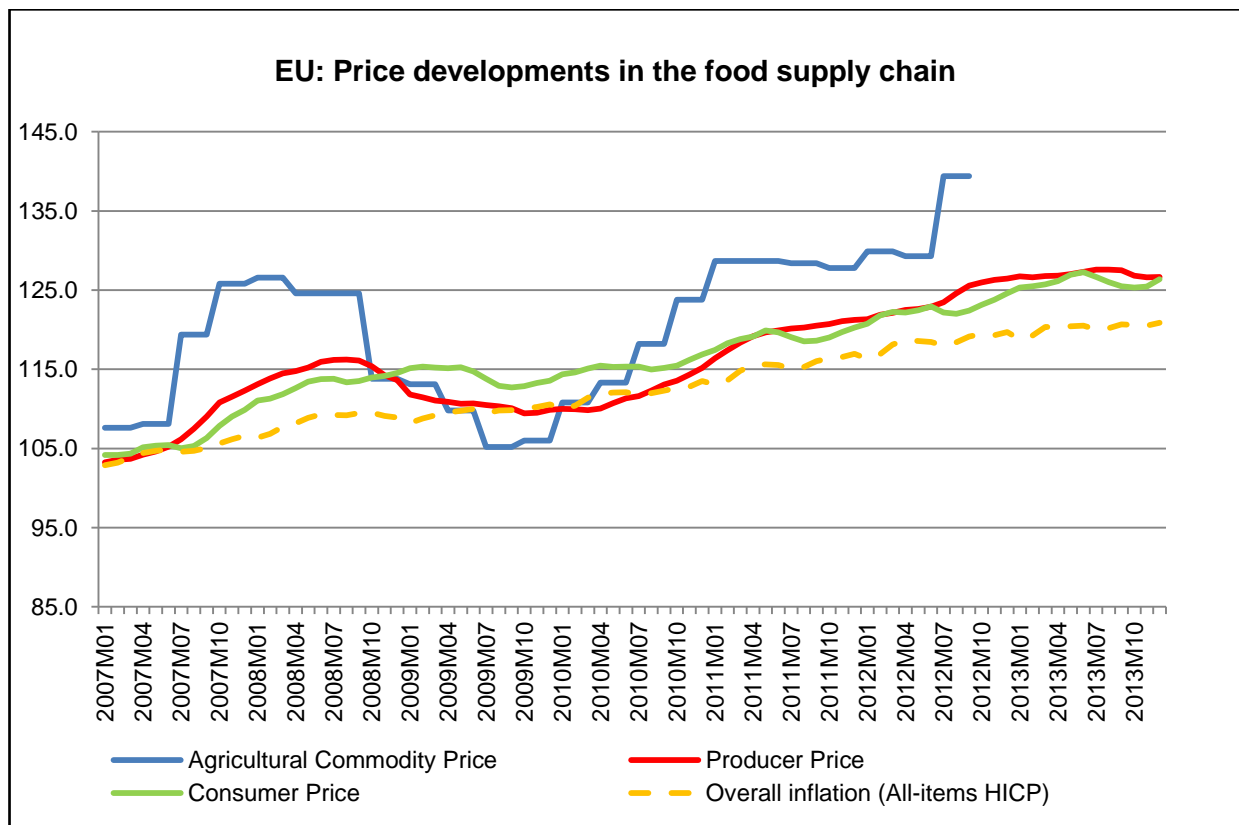 EU: Price developments in the food supply chain
145.0
135.0
125.0
115.0
105.0
95.0
85.0
2007M01
2007M04
2007M07
2007M10
2008M01
2008M04
2008M07
2008M10
2009M01
2009M04
2009M07
2009M10
2010M01
2010M04
2010M07
2010M10
2011M01
2011M04
2011M07
2011M10
2012M01
2012M04
2012M07
2012M10
2013M01
2013M04
2013M07
2013M10
Agricultural Commodity Price
Producer Price
Consumer Price
Overall inflation (All-items HICP)